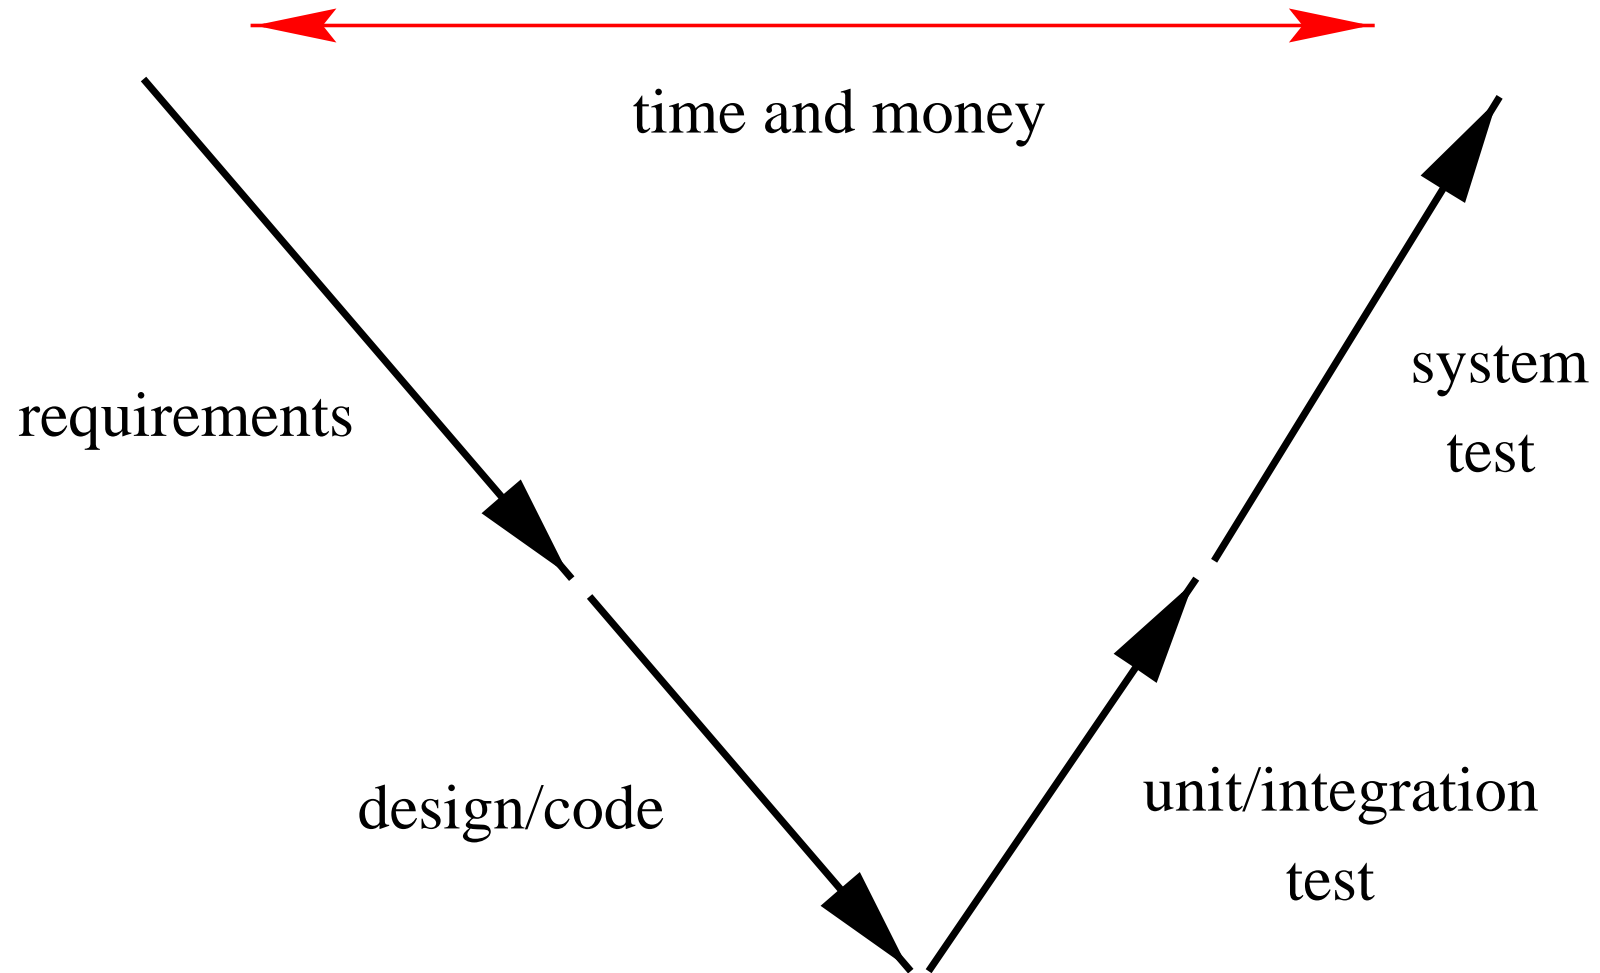 time and money
requirements
system
test
design/code
unit/integration
test